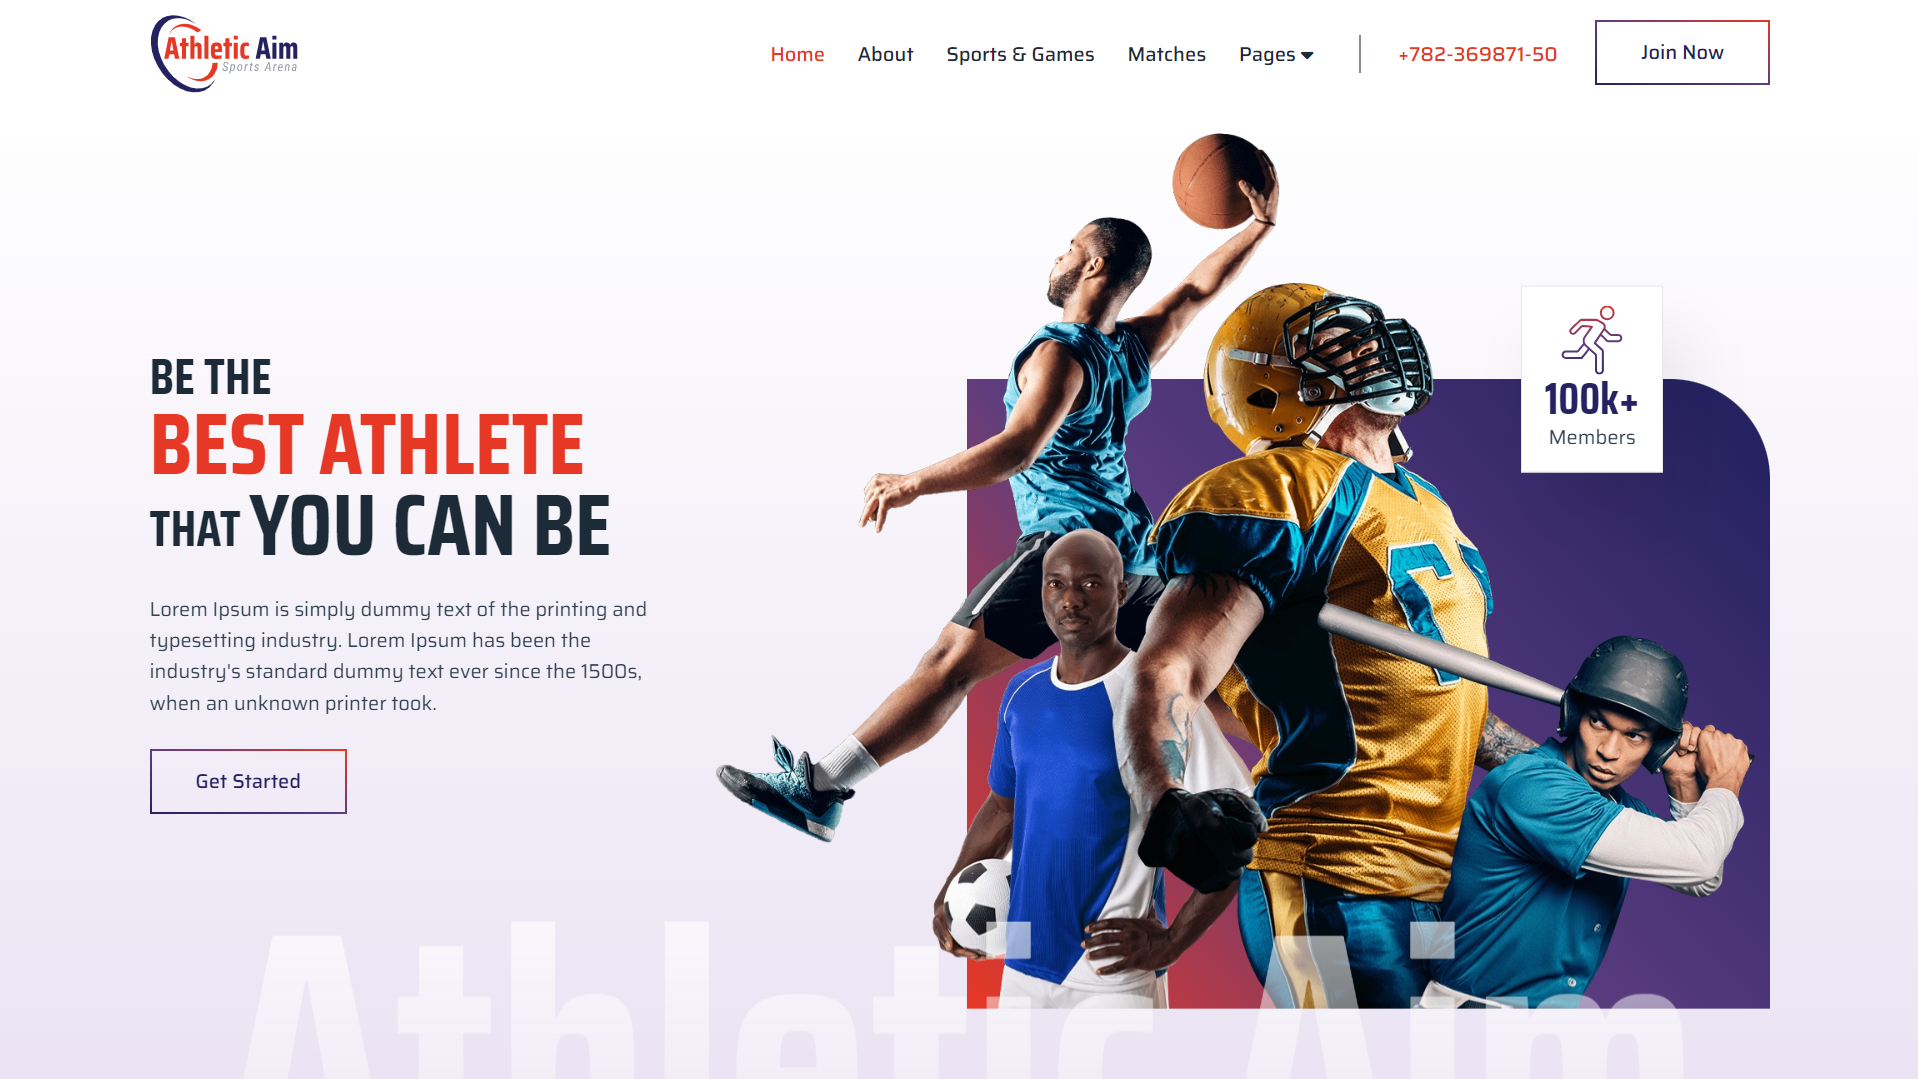 Athletic Aim
Sports Arena
Home About Sports & Games Matches Pages +782-369871-50 Join Now
BE THE
BEST ATHLETE
THAT YOU CAN BE
Lorem Ipsum is simply dummy text of the printing and
typesetting industry. Lorem Ipsum has been the
industry's standard dummy text ever since the 1500s,
when an unknown printer took.
Get Started
100k+
Members
Athletic Aim